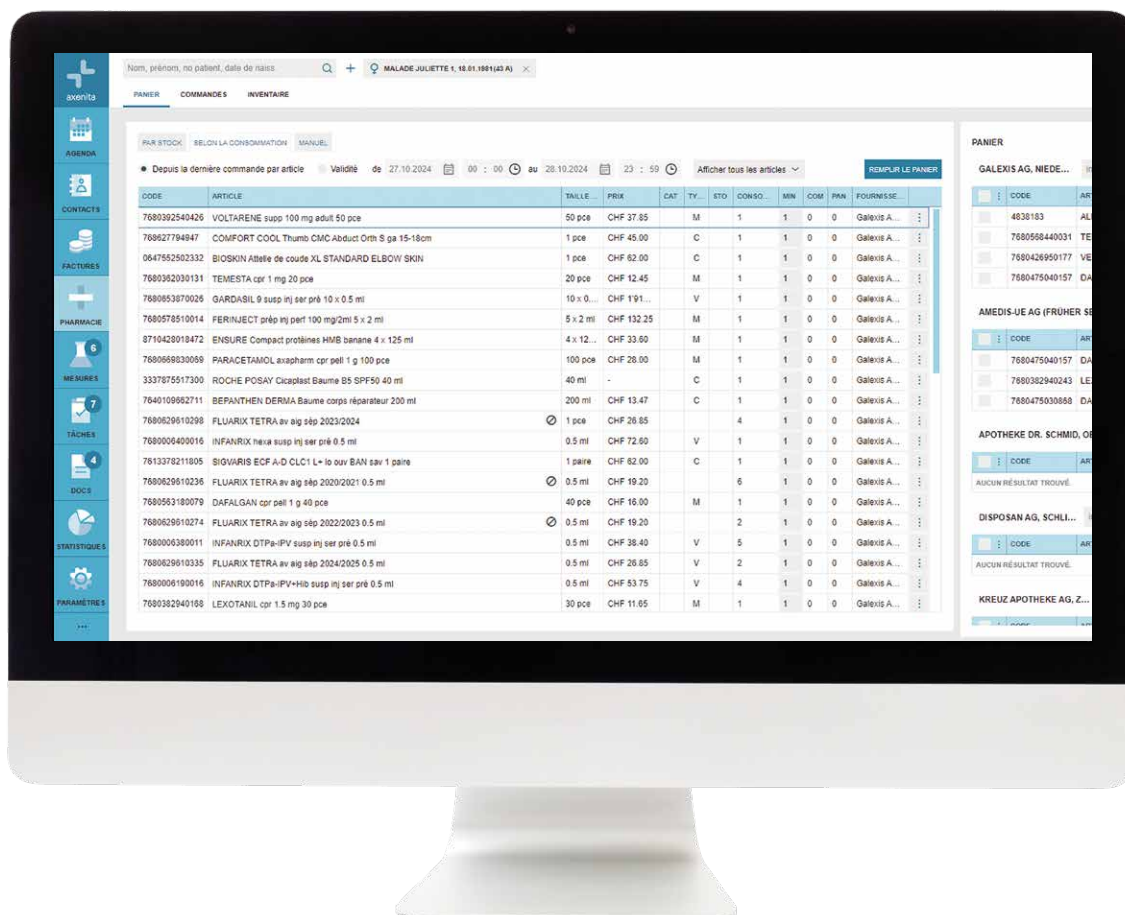 axenita
AGENDA
CONTACTS
FACTURES
PHARMACIE
6
MESURES
7
TÂCHES
4
DOCS
STATISTIQUES
PARAMÈTRES
...
Nom, prénom, no patient, date de naiss. + MALADE JULIETTE 1, 18.01.1981(43 A) ×
PANIER COMMANDES INVENTAIRE
PAR STOCK SELON LA CONSOMMATION MANUEL
Depuis la dernière commande par article Validité de 27.10.2024 00 : 00 au 28.10.2024 23 : 59 Afficher tous les articles REMPLIR LE PANIER
CODE ARTICLE TAILLE ... PRIX CAT TY... STO CONSO... MIN COM PAN FOURNISSE...
7680392540426 VOLTARENE supp 100 mg adult 50 pce 50 pce CHF 37.85 1 1 0 0 Galexis A...
768627794947 COMFORT COOL Thumb CMC Abduct Orth S ga 15-18cm 1 pce CHF 45.00 C 1 1 0 0 Galexis A...
0647552502332 BIOSKIN Attelle de coude XL STANDARD ELBOW SKIN 1 pce CHF 62.00 C 1 1 0 0 Galexis A...
7680362030131 TEMESTA cpr 1 mg 20 pce 20 pce CHF 12.45 M 1 1 0 0 Galexis A...
7680653870026 GARDASIL 9 susp inj ser pré 10 x 0.5 ml 10 x 0... CHF 1'91... V 1 1 0 0 Galexis A...
7680578510014 FERINJECT prép inj perf 100 mg/2ml 5 x 2 ml 5 x 2 ml CHF 132.25 M 1 1 0 0 Galexis A...
8710428018472 ENSURE Compact protéines HMB banane 4 x 125 ml 4 x 12... CHF 33.60 M 1 1 0 0 Galexis A...
7680669830069 PARACETAMOL axapharm cpr pell 1 g 100 pce 100 pce CHF 28.00 M 1 1 0 0 Galexis A...
3337875517300 ROCHE POSAY Cicaplast Baume B5 SPF50 40 ml 40 ml - C 1 1 0 0 Galexis A...
7640109662711 BEPANTHEN DERMA Baume corps réparateur 200 ml 200 ml CHF 13.47 C 1 1 0 0 Galexis A...
7680629610298 FLUARIX TETRA av aig sép 2023/2024 1 pce CHF 26.85 4 1 0 0 Galexis A...
7680006400016 INFANRIX hexa susp inj ser pré 0.5 ml 0.5 ml CHF 72.60 V 1 1 0 0 Galexis A...
7613378211805 SIGVARIS ECF A-D CLC1 L+ lo ouv BAN sav 1 paire 1 paire CHF 62.00 C 1 1 0 0 Galexis A...
7680629610236 FLUARIX TETRA av aig sép 2020/2021 0.5 ml 0.5 ml CHF 19.20 6 1 0 0 Galexis A...
7680563180079 DAFALGAN cpr pell 1 g 40 pce 40 pce CHF 16.00 M 1 1 0 0 Galexis A...
7680629610274 FLUARIX TETRA av aig sép 2022/2023 0.5 ml 0.5 ml CHF 19.20 2 1 0 0 Galexis A...
7680006380011 INFANRIX DTPa-IPV susp inj ser pré 0.5 ml 0.5 ml CHF 38.40 V 5 1 0 0 Galexis A...
7680629610335 FLUARIX TETRA av aig sép 2024/2025 0.5 ml 0.5 ml CHF 26.85 V 2 1 0 0 Galexis A...
7680006190016 INFANRIX DTPa-IPV+Hib susp inj ser pré 0.5 ml 0.5 ml CHF 53.75 V 4 1 0 0 Galexis A...
7680382940168 LEXOTANIL cpr 1.5 mg 30 pce 30 pce CHF 11.65 M 1 1 0 0 Galexis A...
PANIER
GALEXIS AG, NIEDE...
CODE
4838183
7680568440031
7680426950177
7680475040157
AMEDIS-UE AG (FRÜHER
CODE
7680475040157
7680382940243
7680475030868
APOTHEKE DR. SCHMID,
CODE
AUCUN RÉSULTAT TROUVÉ.
DISPOSAN AG, SCHLI...
CODE
AUCUN RÉSULTAT TROUVÉ.
KREUZ APOTHEKE AG, Z...